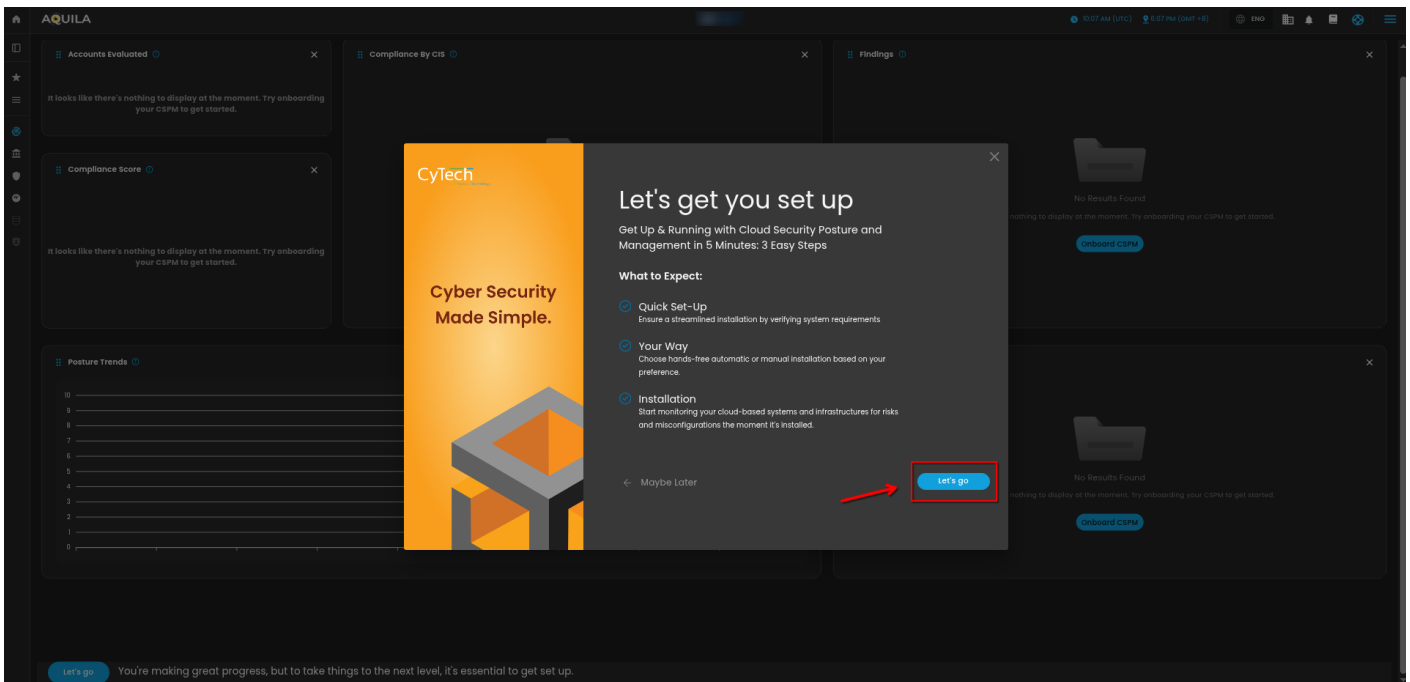 AQUILA
10:07 AM (UTC)
6:07 PM (GMT +8)
ENG
Accounts Evaluated
It looks like there's nothing to display at the moment. Try onboarding
your CSPM to get started.
Compliance By CIS
Findings
No Results Found
nothing to display at the moment. Try onboarding your CSPM to get started.
Onboard CSPM
Compliance Score
It looks like there's nothing to display at the moment. Try onboarding
your CSPM to get started.
Posture Trends
10
9
8
7
6
5
4
3
2
1
0
No Results Found
nothing to display at the moment. Try onboarding your CSPM to get started.
Onboard CSPM
CyTech
Cyber Security
Made Simple.
Let's get you set up
Get Up & Running with Cloud Security Posture and
Management in 5 Minutes: 3 Easy Steps
What to Expect:
Quick Set-Up
Ensure a streamlined installation by verifying system requirements
Your Way
Choose hands-free automatic or manual installation based on your
preference.
Installation
Start monitoring your cloud-based systems and infrastructures for risks
and misconfigurations the moment it's installed.
Maybe Later
Let's go
Let's go
You're making great progress, but to take things to the next level, it's essential to get set up.